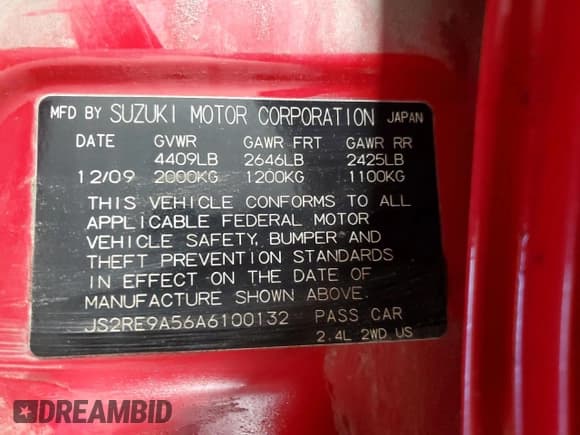 MFD BY SUZUKI MOTOR CORPORATION JAPAN
DATE GVWR GAWR FRT GAWR RR
4409LB 2646LB 2425LB
12/09 2000KG 1200KG 1100KG
THIS VEHICLE CONFORMS TO ALL
APPLICABLE FEDERAL MOTOR
VEHICLE SAFETY, BUMPER AND
THEFT PREVENTION STANDARDS
IN EFFECT ON THE DATE OF
MANUFACTURE SHOWN ABOVE.
JS2RE9A56A6100132 PASS CAR
2.4L 2WD US
DREAMBID